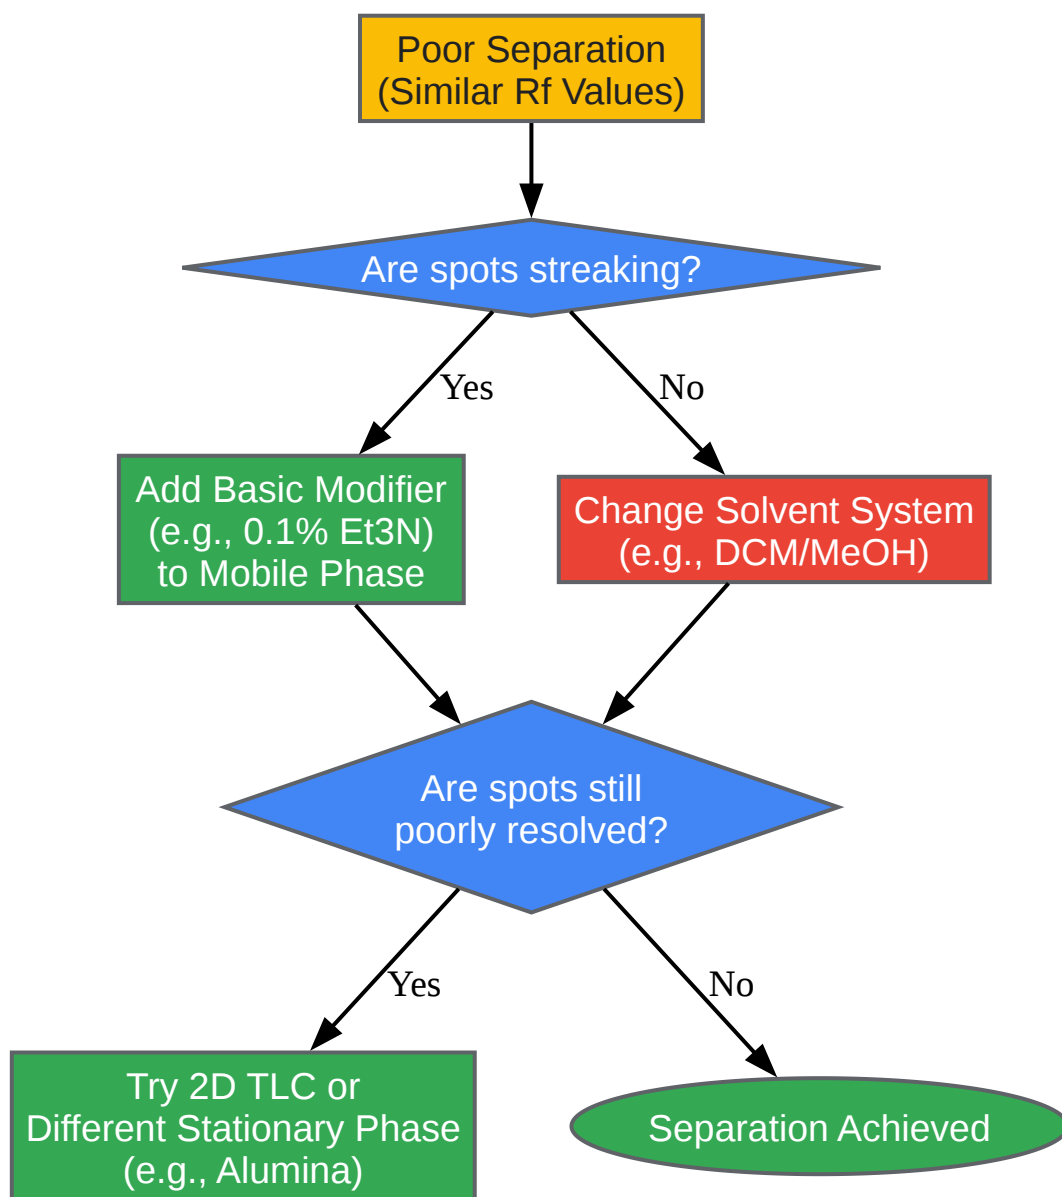 Poor Separation
(Similar Rf Values)
Are spots streaking?
Yes
No
Add Basic Modifier
(e.g., 0.1% Et3N)
to Mobile Phase
Change Solvent System
(e.g., DCM/MeOH)
Are spots still
poorly resolved?
Yes
No
Try 2D TLC or
Different Stationary Phase
(e.g., Alumina)
Separation Achieved